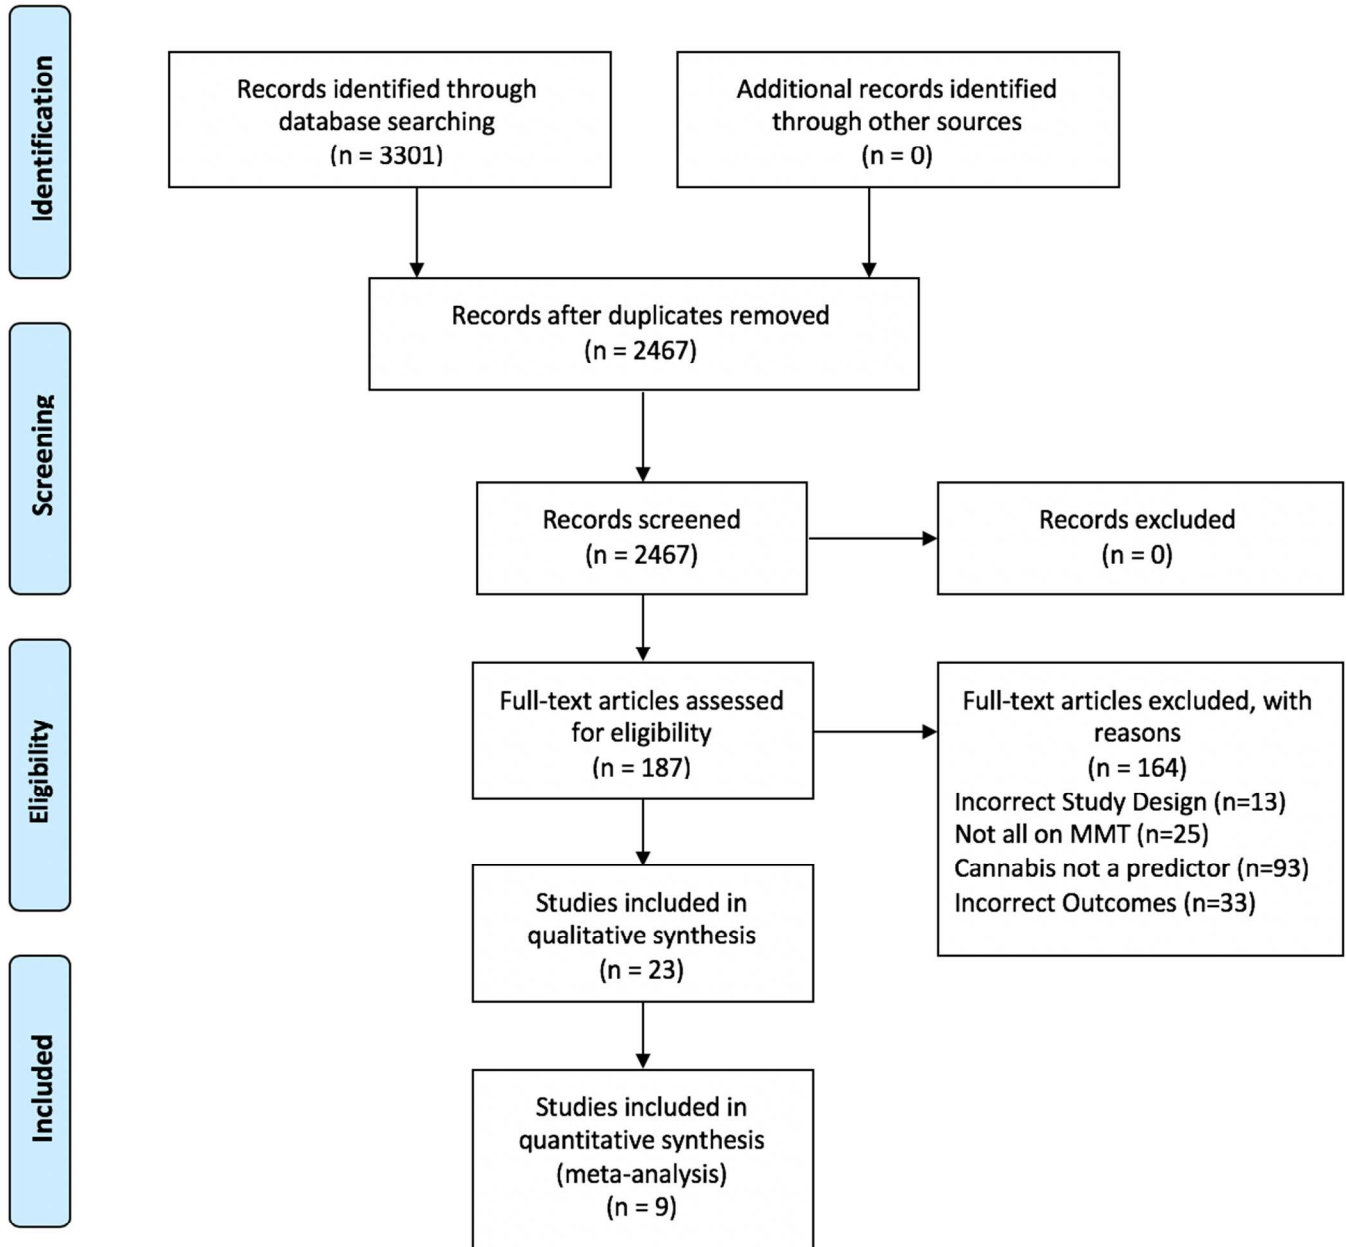 Identification
Records identified through
database searching
(n = 3301)
Additional records identified
through other sources
(n = 0)
Records after duplicates removed
(n = 2467)
Screening
Records screened
(n = 2467)
Records excluded
(n = 0)
Eligibility
Full-text articles assessed
for eligibility
(n = 187)
Full-text articles excluded, with
reasons
(n = 164)
Incorrect Study Design (n=13)
Not all on MMT (n=25)
Cannabis not a predictor (n=93)
Incorrect Outcomes (n=33)
Studies included in
qualitative synthesis
(n = 23)
Included
Studies included in
quantitative synthesis
(meta-analysis)
(n = 9)